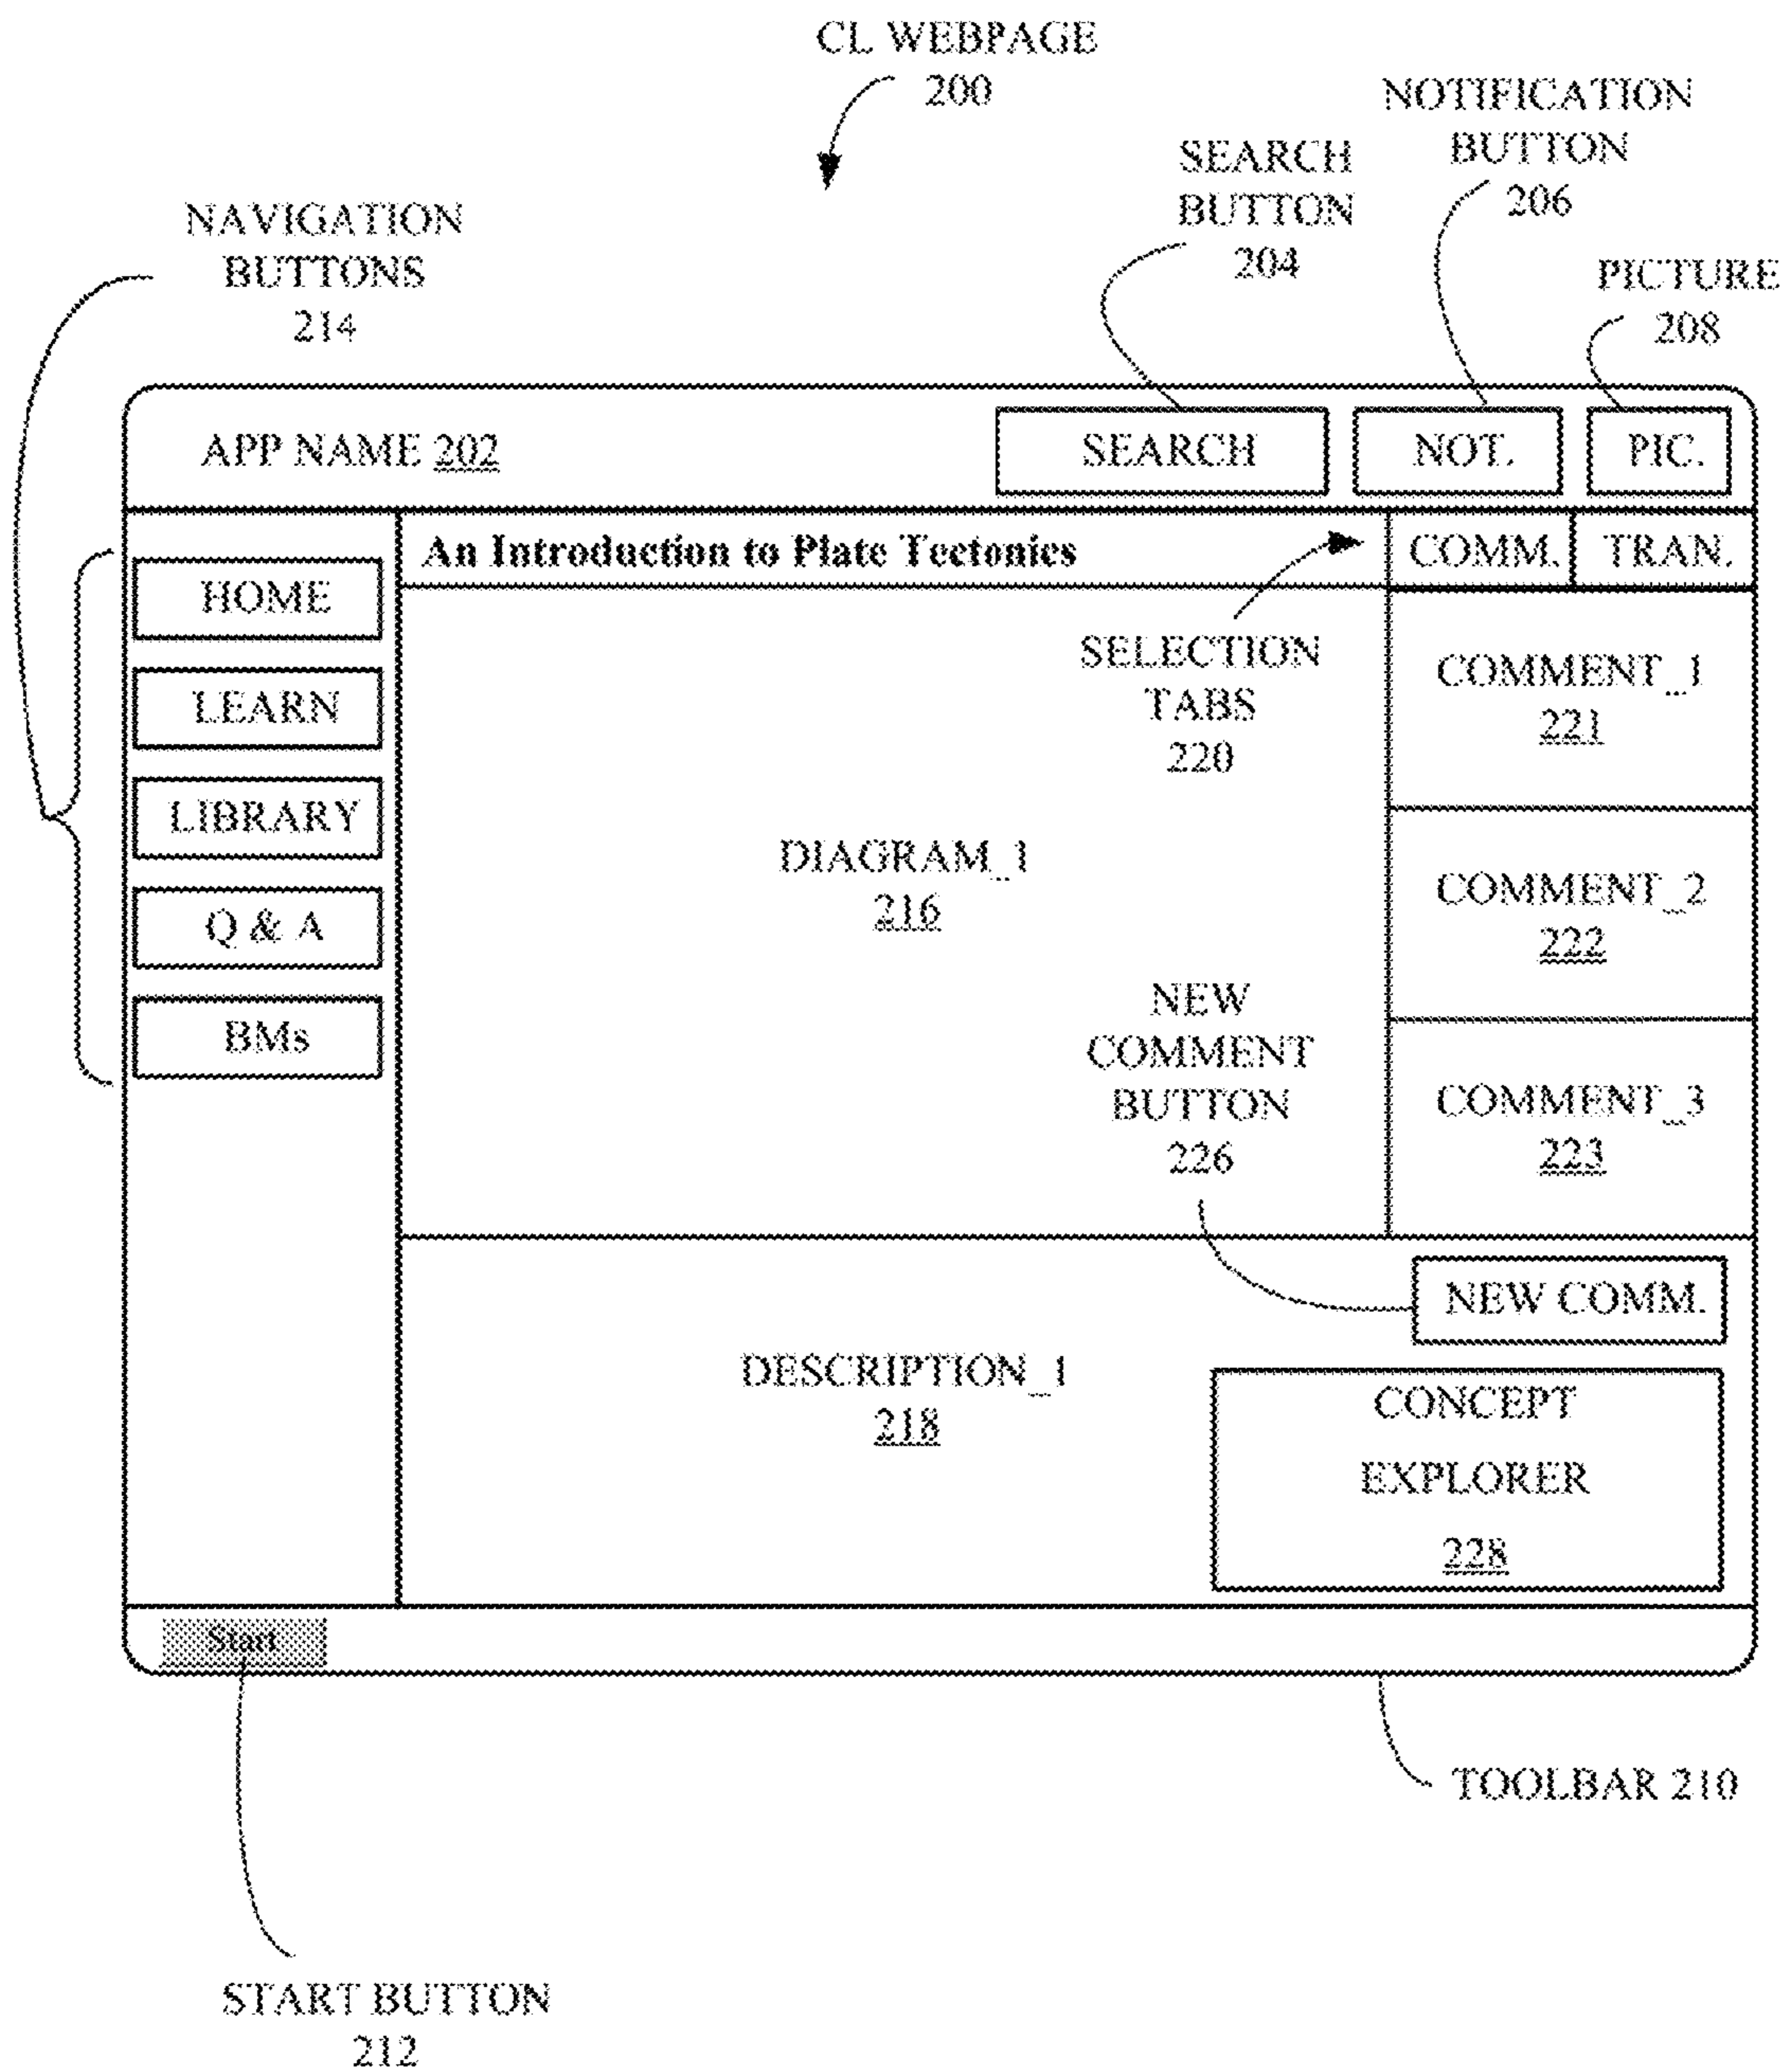 CL WEBPAGE
200
NOTIFICATION
BUTTON
206
SEARCH
BUTTON
204
PICTURE
208
NAVIGATION
BUTTONS
214
APP NAME 202
SEARCH
NOT.
PIC.
An Introduction to Plate Tectonics
COMM.
TRAN.
HOME
LEARN
LIBRARY
Q & A
BMs
SELECTION
TABS
220
DIAGRAM_1
216
COMMENT_1
221
COMMENT_2
222
COMMENT_3
223
NEW
COMMENT
BUTTON
226
NEW COMM.
DESCRIPTION_1
218
CONCEPT
EXPLORER
228
Start
TOOLBAR 210
START BUTTON
212